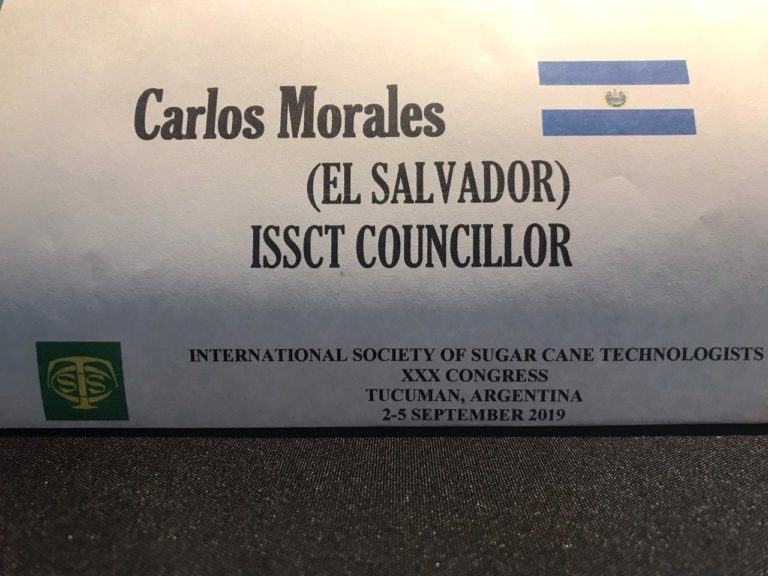 Carlos Morales
(EL SALVADOR)
ISSCT COUNCILLOR
INTERNATIONAL SOCIETY OF SUGAR CANE TECHNOLOGISTS
XXX CONGRESS
TUCUMAN, ARGENTINA
2-5 SEPTEMBER 2019